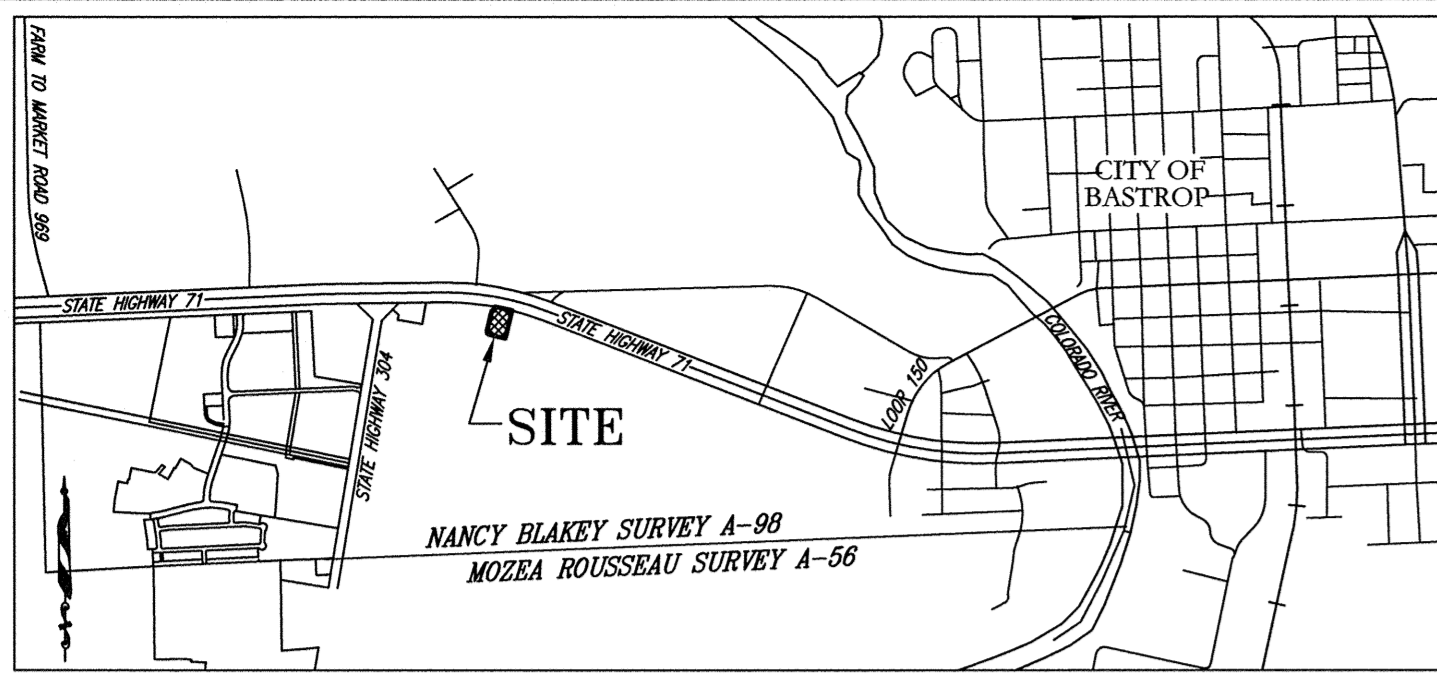 FARM TO MARKET ROAD 969
CITY OF
BASTROP
STATE HIGHWAY 71
STATE HIGHWAY 71
COLORADO RIVER
LOOP 150
STATE HIGHWAY 304
SITE
NANCY BLAKEY SURVEY A-98
MOZEA ROUSSEAU SURVEY A-56